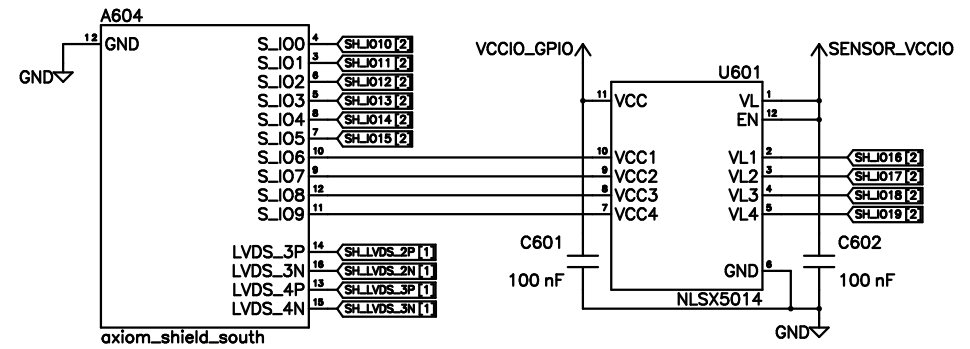 A604
12 GND
GND
S_IO0 4 SH_IO10[2]
S_IO1 3 SH_IO11[2]
S_IO2 6 SH_IO12[2]
S_IO3 5 SH_IO13[2]
S_IO4 8 SH_IO14[2]
S_IO5 7 SH_IO15[2]
S_IO6 10
S_IO7 9
S_IO8 12
S_IO9 11
LVDS_3P 14 SH_LVDS_2P[1]
LVDS_3N 16 SH_LVDS_2N[1]
LVDS_4P 13 SH_LVDS_3P[1]
LVDS_4N 15 SH_LVDS_3N[1]
axiom_shield_south
VCCIO_GPIO
SENSOR_VCCIO
U601
11 VCC VL 1
EN 12
10 VCC1 VL1 2 SH_IO16[2]
9 VCC2 VL2 3 SH_IO17[2]
8 VCC3 VL3 4 SH_IO18[2]
7 VCC4 VL4 5 SH_IO19[2]
C601
100 nF
GND 6
C602
100 nF
NLSX5014
GND